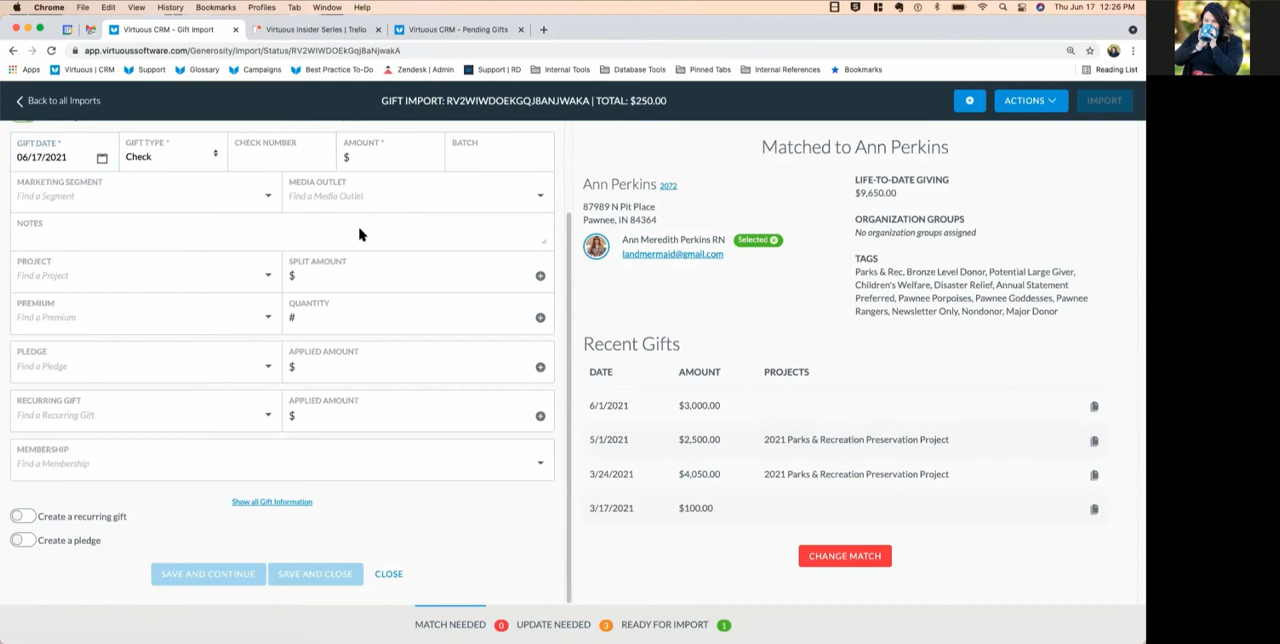 Chrome File Edit View History Bookmarks Profiles Tab Window Help Thu Jun 17 12:26 PM
Virtuous CRM - Gift Import Virtuous Insider Series | Trello Virtuous CRM - Pending Gifts
app.virtuoussoftware.com/Generosity/Import/Status/RV2WIWDOEkGqj8aNjwakA
Apps Virtuous | CRM Support Glossary Campaigns Best Practice To-Do Zendesk | Admin Support | RD Internal Tools Database Tools Pinned Tabs Internal References Bookmarks Reading List
Back to all Imports GIFT IMPORT: RV2WIWDOEKGQJ8ANJWAKA | TOTAL: $250.00 ACTIONS IMPORT
GIFT DATE * GIFT TYPE * CHECK NUMBER AMOUNT * BATCH
06/17/2021 Check $
MARKETING SEGMENT MEDIA OUTLET
Find a Segment Find a Media Outlet
NOTES
PROJECT SPLIT AMOUNT
Find a Project $
PREMIUM QUANTITY
Find a Premium #
PLEDGE APPLIED AMOUNT
Find a Pledge $
RECURRING GIFT APPLIED AMOUNT
Find a Recurring Gift $
MEMBERSHIP
Find a Membership
Show all Gift Information
Create a recurring gift
Create a pledge
SAVE AND CONTINUE SAVE AND CLOSE CLOSE
Matched to Ann Perkins
Ann Perkins 2072
87989 N Pit Place
Pawnee, IN 84364
Ann Meredith Perkins RN Selected
landmermaid@gmail.com
LIFE-TO-DATE GIVING
$9,650.00
ORGANIZATION GROUPS
No organization groups assigned
TAGS
Parks & Rec, Bronze Level Donor, Potential Large Giver,
Children's Welfare, Disaster Relief, Annual Statement
Preferred, Pawnee Porpoises, Pawnee Goddesses, Pawnee
Rangers, Newsletter Only, Nondonor, Major Donor
Recent Gifts
DATE AMOUNT PROJECTS
6/1/2021 $3,000.00
5/1/2021 $2,500.00 2021 Parks & Recreation Preservation Project
3/24/2021 $4,050.00 2021 Parks & Recreation Preservation Project
3/17/2021 $100.00
CHANGE MATCH
MATCH NEEDED 0 UPDATE NEEDED 3 READY FOR IMPORT 1